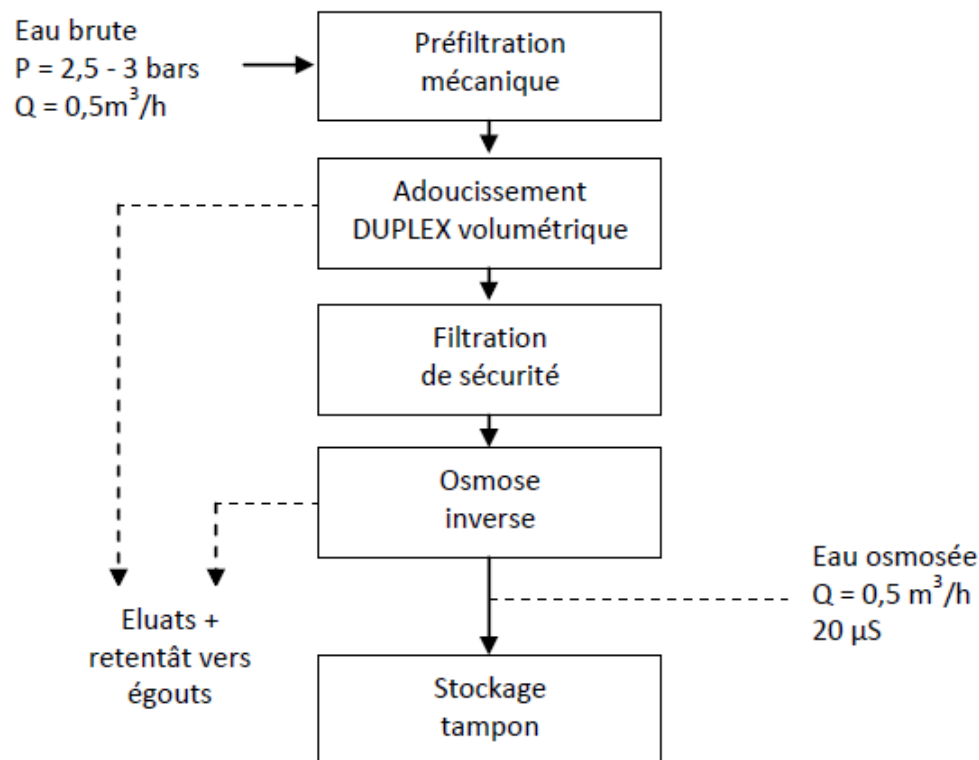 Eau brute
P = 2,5 - 3 bars
Q = 0,5m³/h
Préfiltration
mécanique
Adoucissement
DUPLEX volumétrique
Filtration
de sécurité
Osmose
inverse
Eau osmosée
Q = 0,5 m³/h
20 µS
Eluats +
retentât vers
égouts
Stockage
tampon